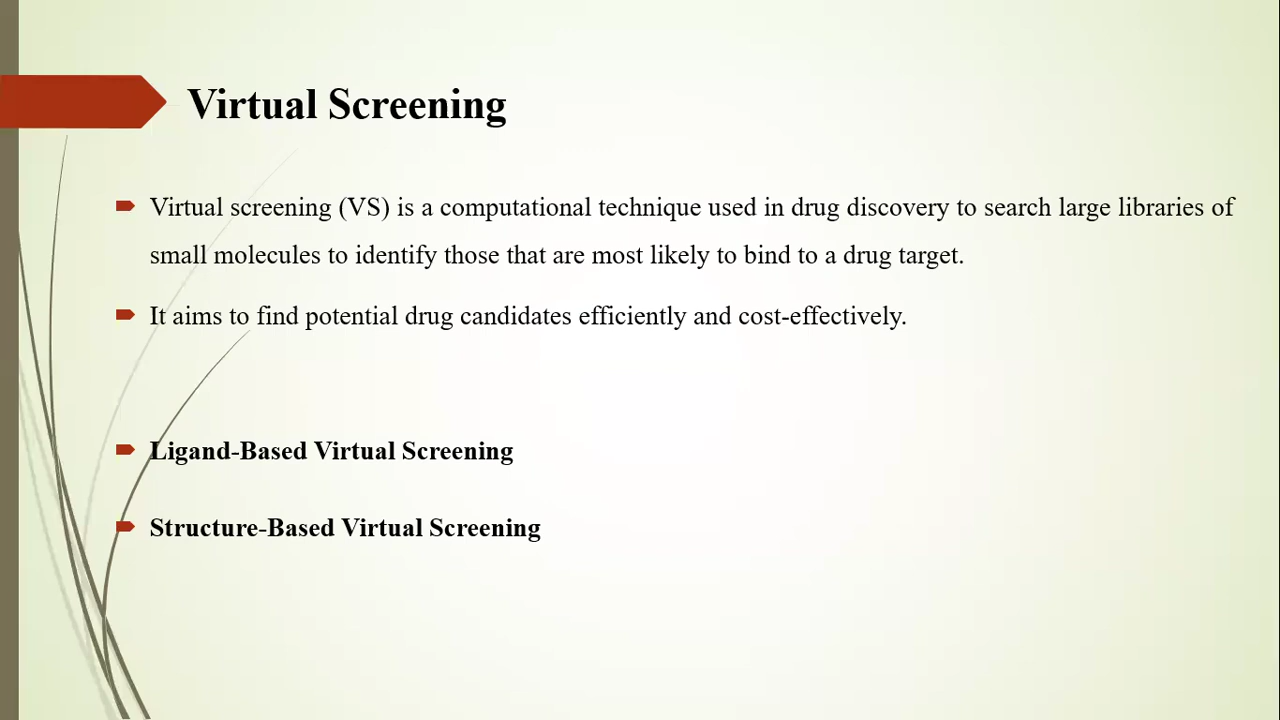 Virtual Screening
Virtual screening (VS) is a computational technique used in drug discovery to search large libraries of
small molecules to identify those that are most likely to bind to a drug target.
It aims to find potential drug candidates efficiently and cost-effectively.
Ligand-Based Virtual Screening
Structure-Based Virtual Screening